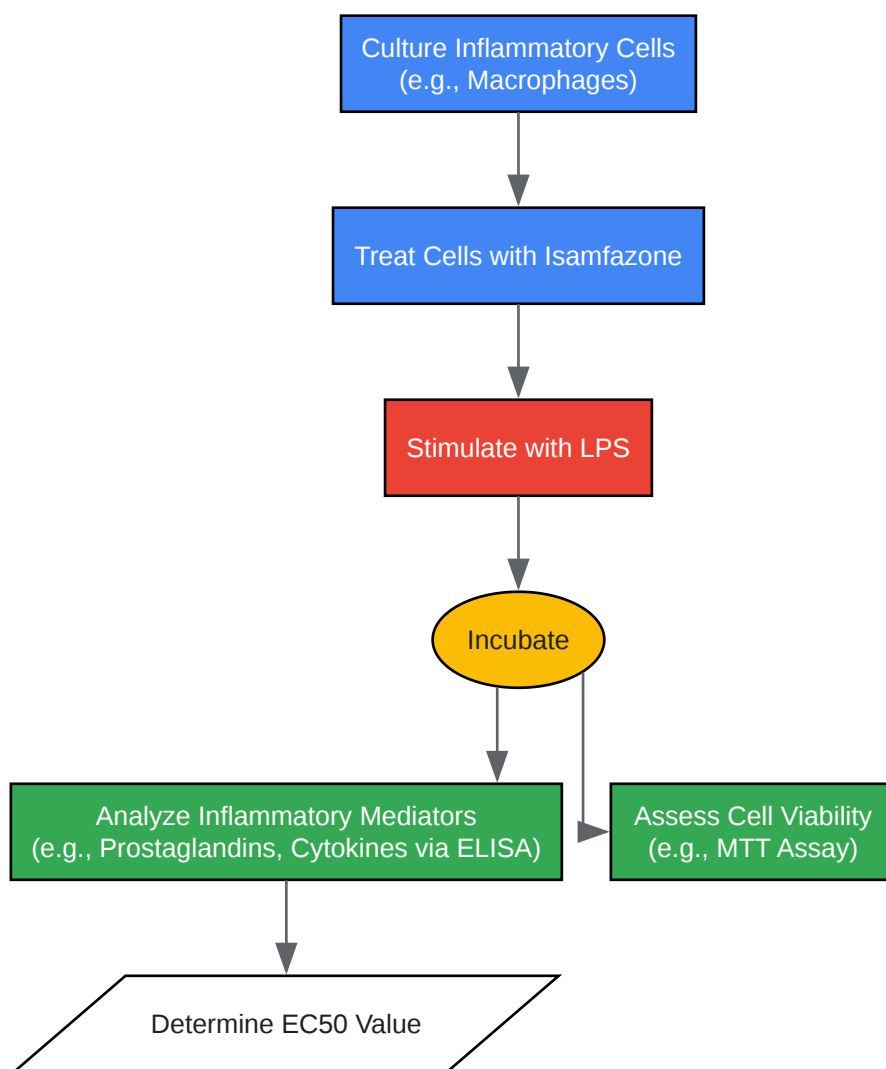 Culture Inflammatory Cells
(e.g., Macrophages)
Treat Cells with Isamfazone
Stimulate with LPS
Incubate
Analyze Inflammatory Mediators
(e.g., Prostaglandins, Cytokines via ELISA)
Assess Cell Viability
(e.g., MTT Assay)
Determine EC50 Value